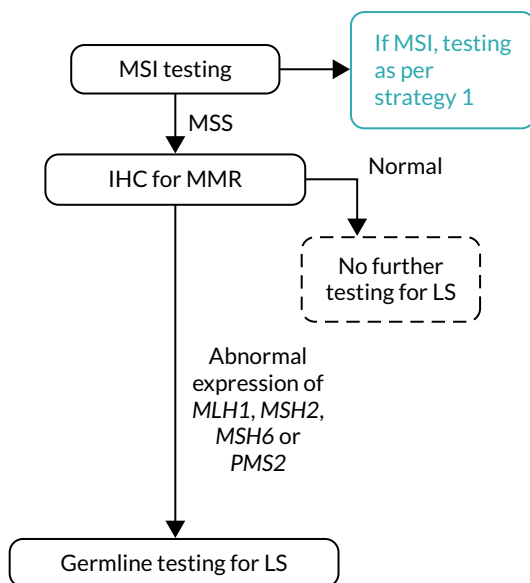 MSI testing
If MSI, testing
as per
strategy 1
MSS
IHC for MMR
Normal
No further
testing for LS
Abnormal
expression of
MLH1, MSH2,
MSH6 or
PMS2
Germline testing for LS